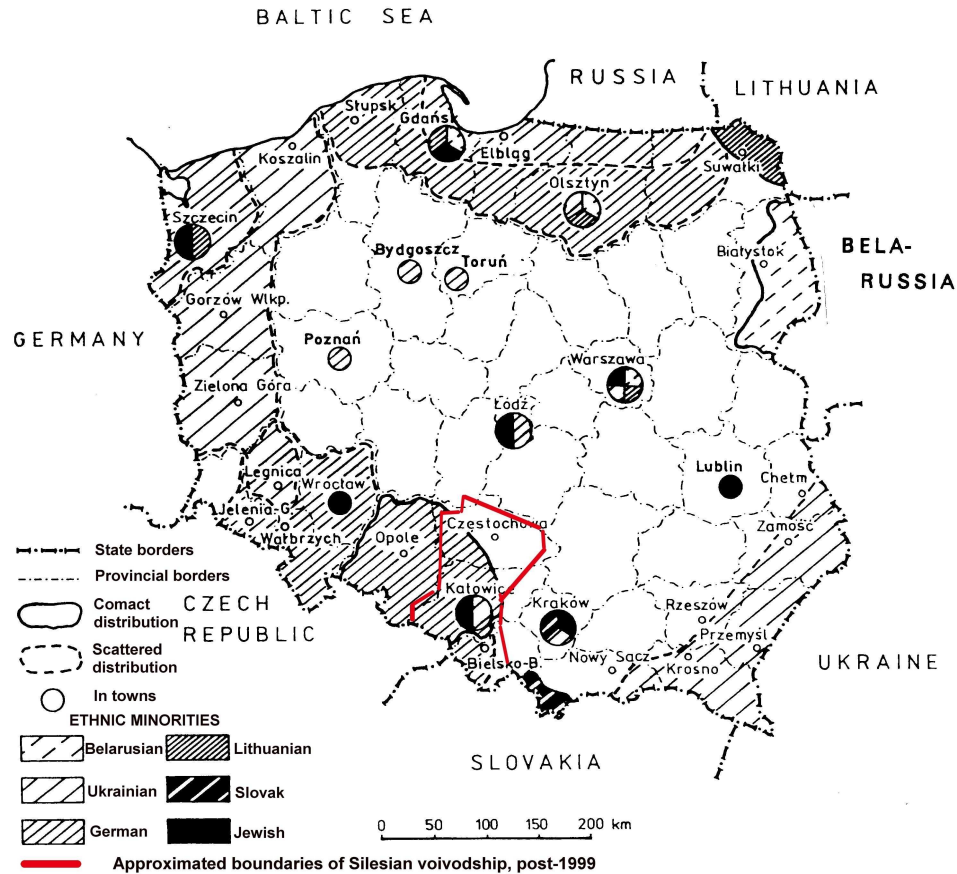 BALTIC SEA
RUSSIA
LITHUANIA
Słupsk
Gdańsk
Koszalin
Elbląg
Suwałki
Olsztyn
Szczecin
Białystok
BELA-
RUSSIA
Bydgoszcz
Toruń
Gorzów Wlkp.
GERMANY
Poznań
Warszawa
Zielona Góra
Łódź
Lublin
Chełm
Legnica
Wrocław
Jelenia-G.
Wałbrzych
Opole
Częstochowa
Zamość
State borders
Provincial borders
Comact
distribution
CZECH
REPUBLIC
Katowic
Kraków
Rzeszów
Przemyśl
Scattered
distribution
Bielsko-B.
Nowy Sącz
Krosno
UKRAINE
In towns
ETHNIC MINORITIES
SLOVAKIA
Belarusian
Lithuanian
Ukrainian
Slovak
German
Jewish
0 50 100 200 km
Approximated boundaries of Silesian voivodship, post-1999